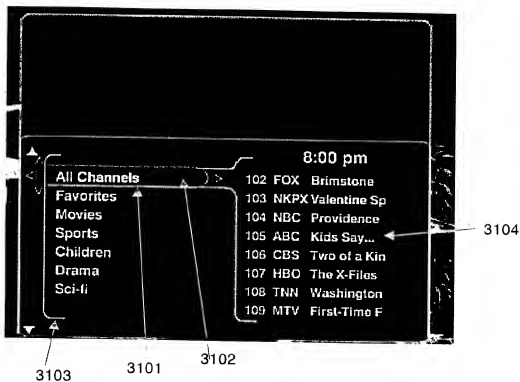 8:00 pm
All Channels
Favorites
Movies
Sports
Children
Drama
Sci-fi
102 FOX Brimstone
103 NKPX Valentine Sp
104 NBC Providence
105 ABC Kids Say...
106 CBS Two of a Kin
107 HBO The X-Files
108 TNN Washington
109 MTV First-Time F
3104
3103
3101
3102